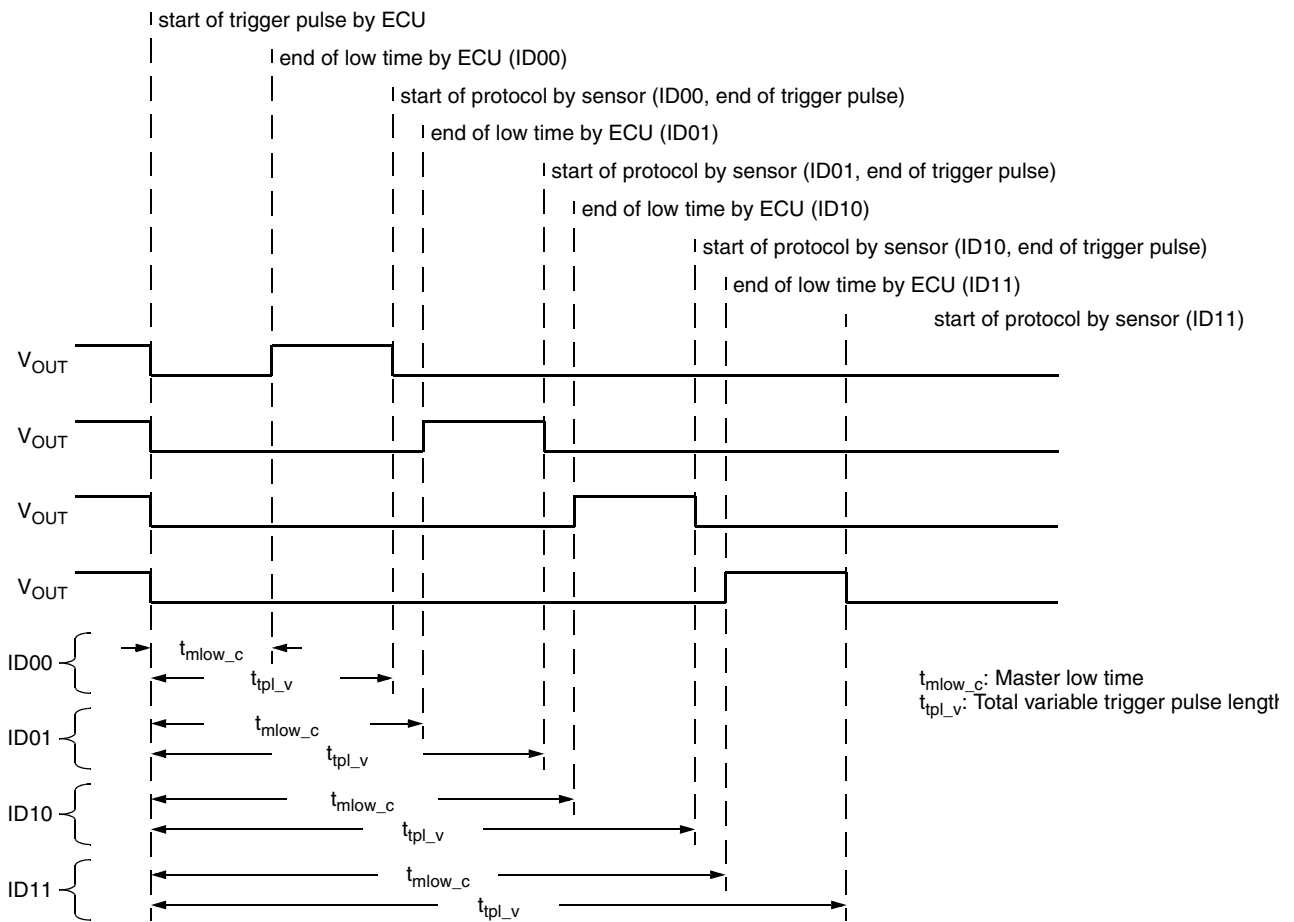 start of trigger pulse by ECU
end of low time by ECU (ID00)
start of protocol by sensor (ID00, end of trigger pulse)
end of low time by ECU (ID01)
start of protocol by sensor (ID01, end of trigger pulse)
end of low time by ECU (ID10)
start of protocol by sensor (ID10, end of trigger pulse)
end of low time by ECU (ID11)
start of protocol by sensor (ID11)
VOUT
VOUT
VOUT
VOUT
ID00
tmlow_c
ttpl_v
tmlow_c: Master low time
ttpl_v: Total variable trigger pulse length
ID01
tmlow_c
ttpl_v
ID10
tmlow_c
ttpl_v
ID11
tmlow_c
ttpl_v